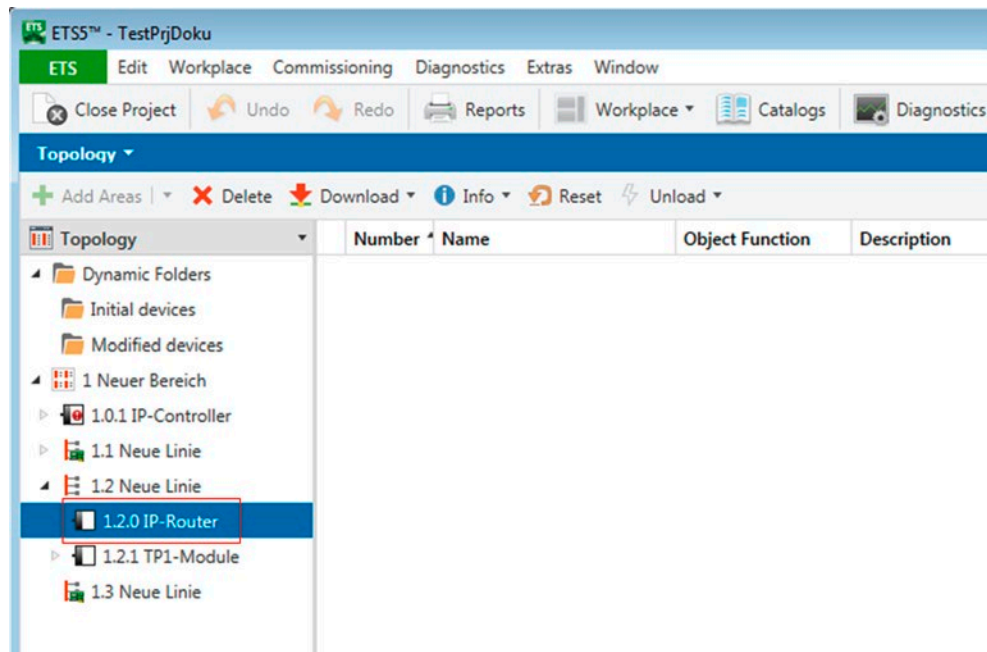 ETS5™ - TestPrjDoku
ETS Edit Workplace Commissioning Diagnostics Extras Window
Close Project Undo Redo Reports Workplace Catalogs Diagnostics
Topology
Add Areas Delete Download Info Reset Unload
Topology Number Name Object Function Description
Dynamic Folders
Initial devices
Modified devices
1 Neuer Bereich
1.0.1 IP-Controller
1.1 Neue Linie
1.2 Neue Linie
1.2.0 IP-Router
1.2.1 TP1-Module
1.3 Neue Linie